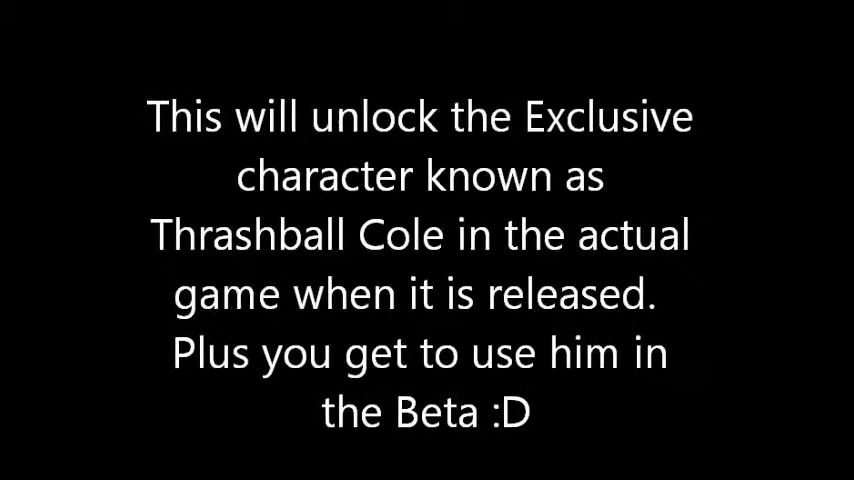 This will unlock the Exclusive
character known as
Thrashball Cole in the actual
game when it is released.
Plus you get to use him in
the Beta :D